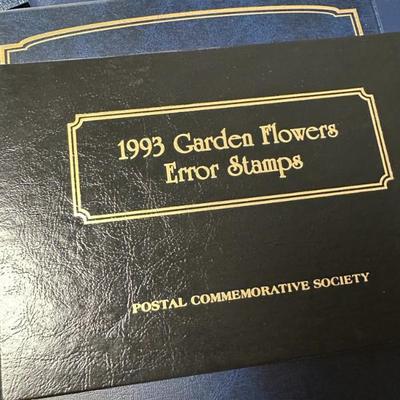 1993 Garden Flowers
Error Stamps
POSTAL COMMEMORATIVE SOCIETY